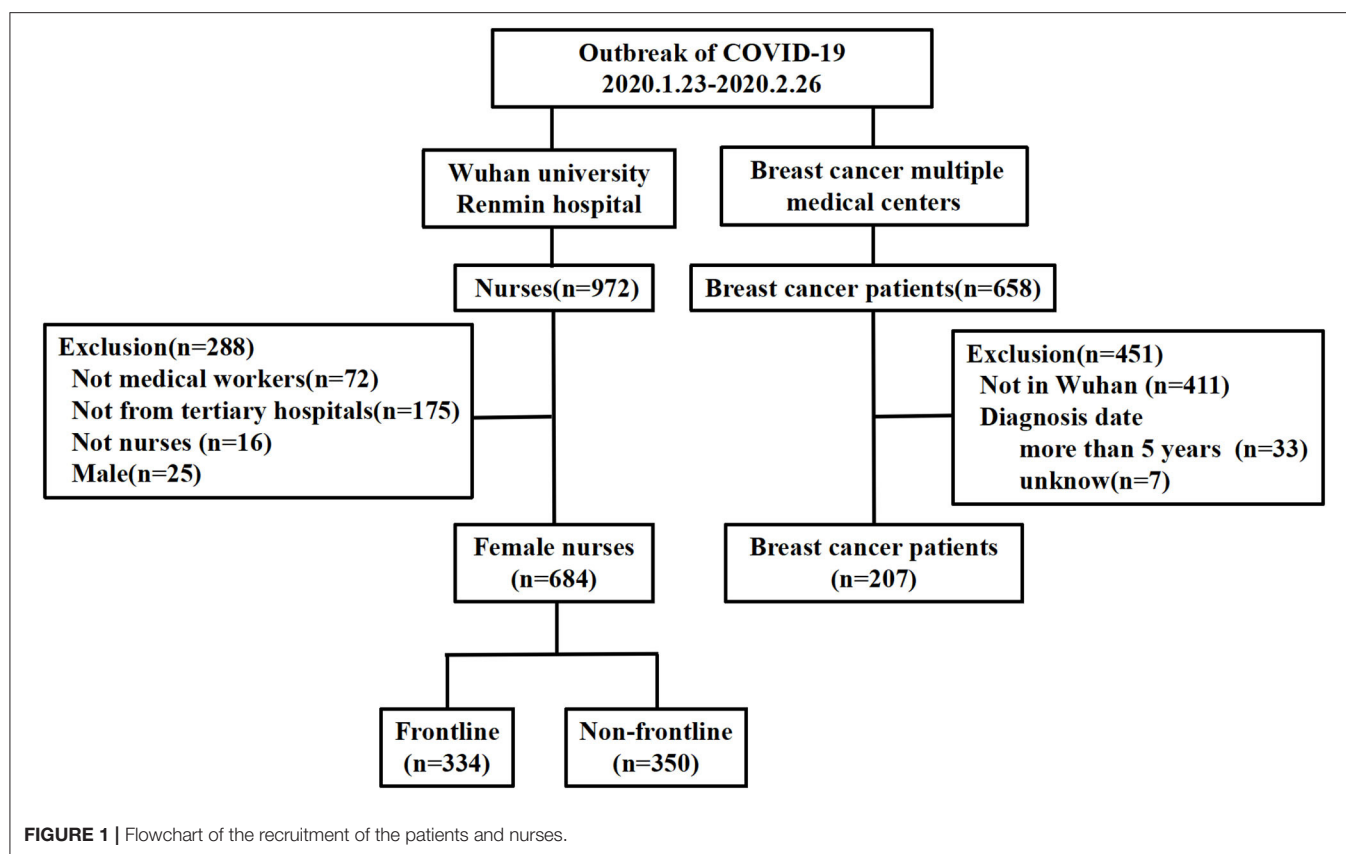 Outbreak of COVID-19
2020.1.23-2020.2.26
Wuhan university
Renmin hospital
Breast cancer multiple
medical centers
Nurses(n=972)
Breast cancer patients(n=658)
Exclusion(n=288)
Not medical workers(n=72)
Not from tertiary hospitals(n=175)
Not nurses (n=16)
Male(n=25)
Exclusion(n=451)
Not in Wuhan (n=411)
Diagnosis date
more than 5 years (n=33)
unknow(n=7)
Female nurses
(n=684)
Breast cancer patients
(n=207)
Frontline
(n=334)
Non-frontline
(n=350)
FIGURE 1 | Flowchart of the recruitment of the patients and nurses.